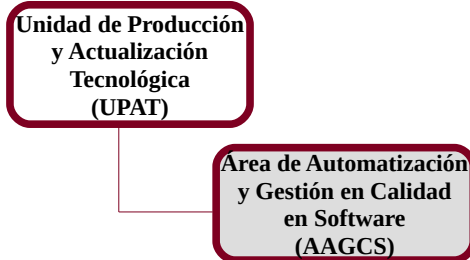 Unidad de Producción
y Actualización
Tecnológica
(UPAT)
Área de Automatización
y Gestión en Calidad
en Software
(AAGCS)